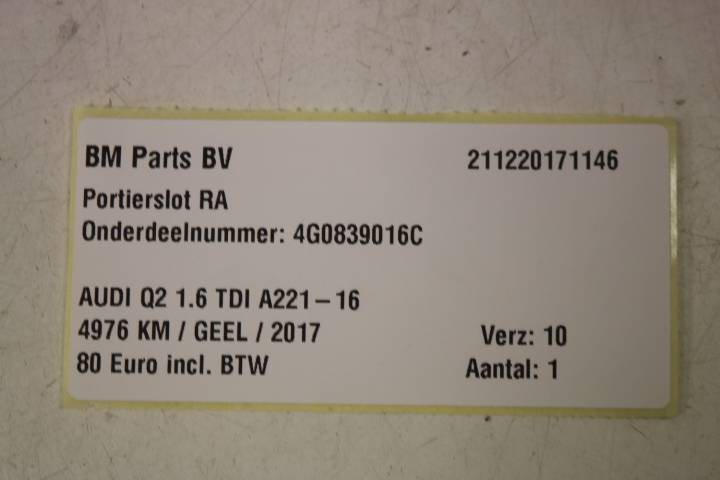 BM Parts BV 211220171146
Portierslot RA
Onderdeelnummer: 4G0839016C
AUDI Q2 1.6 TDI A221-16
4976 KM / GEEL / 2017 Verz: 10
80 Euro incl. BTW Aantal: 1